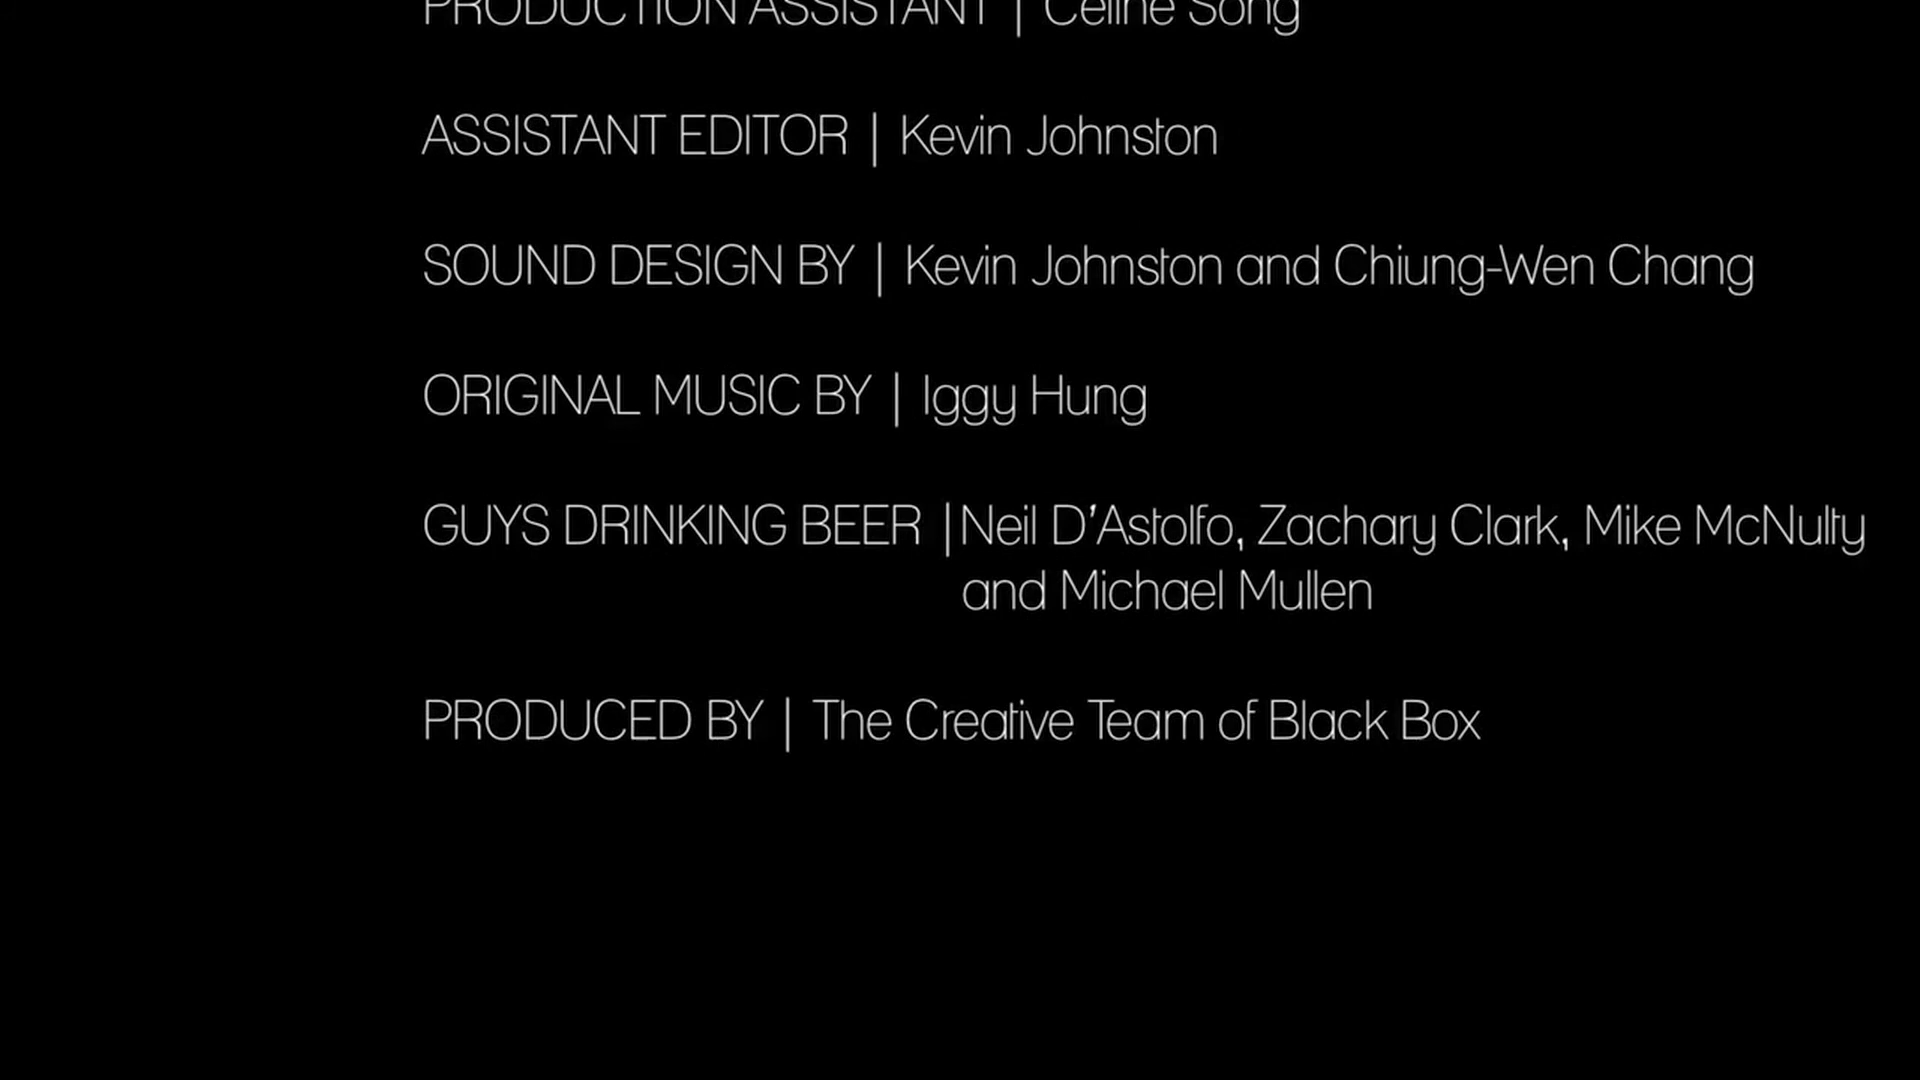 PRODUCTION ASSISTANT | Celine Song
ASSISTANT EDITOR | Kevin Johnston
SOUND DESIGN BY | Kevin Johnston and Chiung-Wen Chang
ORIGINAL MUSIC BY | Iggy Hung
GUYS DRINKING BEER | Neil D'Astolfo, Zachary Clark, Mike McNulty
and Michael Mullen
PRODUCED BY | The Creative Team of Black Box